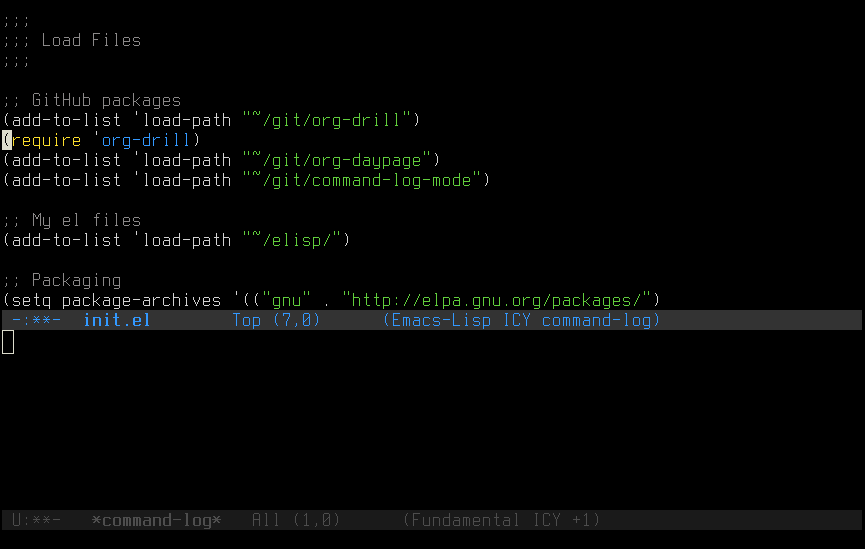 ;;;
;;; Load Files
;;;
;; GitHub packages
(add-to-list 'load-path "~/git/org-drill")
(require 'org-drill)
(add-to-list 'load-path "~/git/org-daypage")
(add-to-list 'load-path "~/git/command-log-mode")
;; My el files
(add-to-list 'load-path "~/elisp/")
;; Packaging
(setq package-archives '(("gnu" . "http://elpa.gnu.org/packages/")
-:**-  init.el        Top (7,0)      (Emacs-Lisp ICY command-log)
U:**-   *command-log*   All (1,0)      (Fundamental ICY +1)